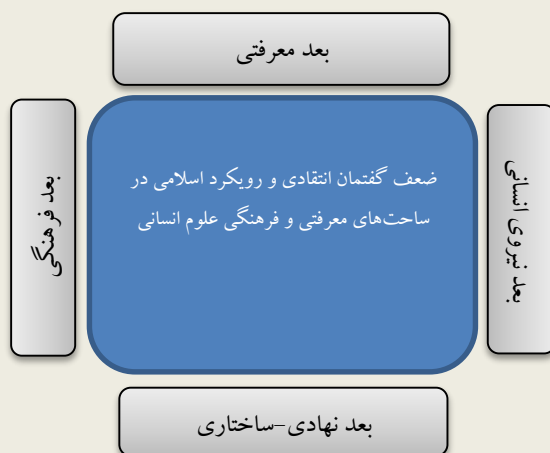 بعد معرفتی
بعد نیروی انسانی
ضعف گفتمان انتقادی و رویکرد اسلامی در
ساحت‌های معرفتی و فرهنگی علوم انسانی
بعد فرهنگی
بعد نهادی-ساختاری